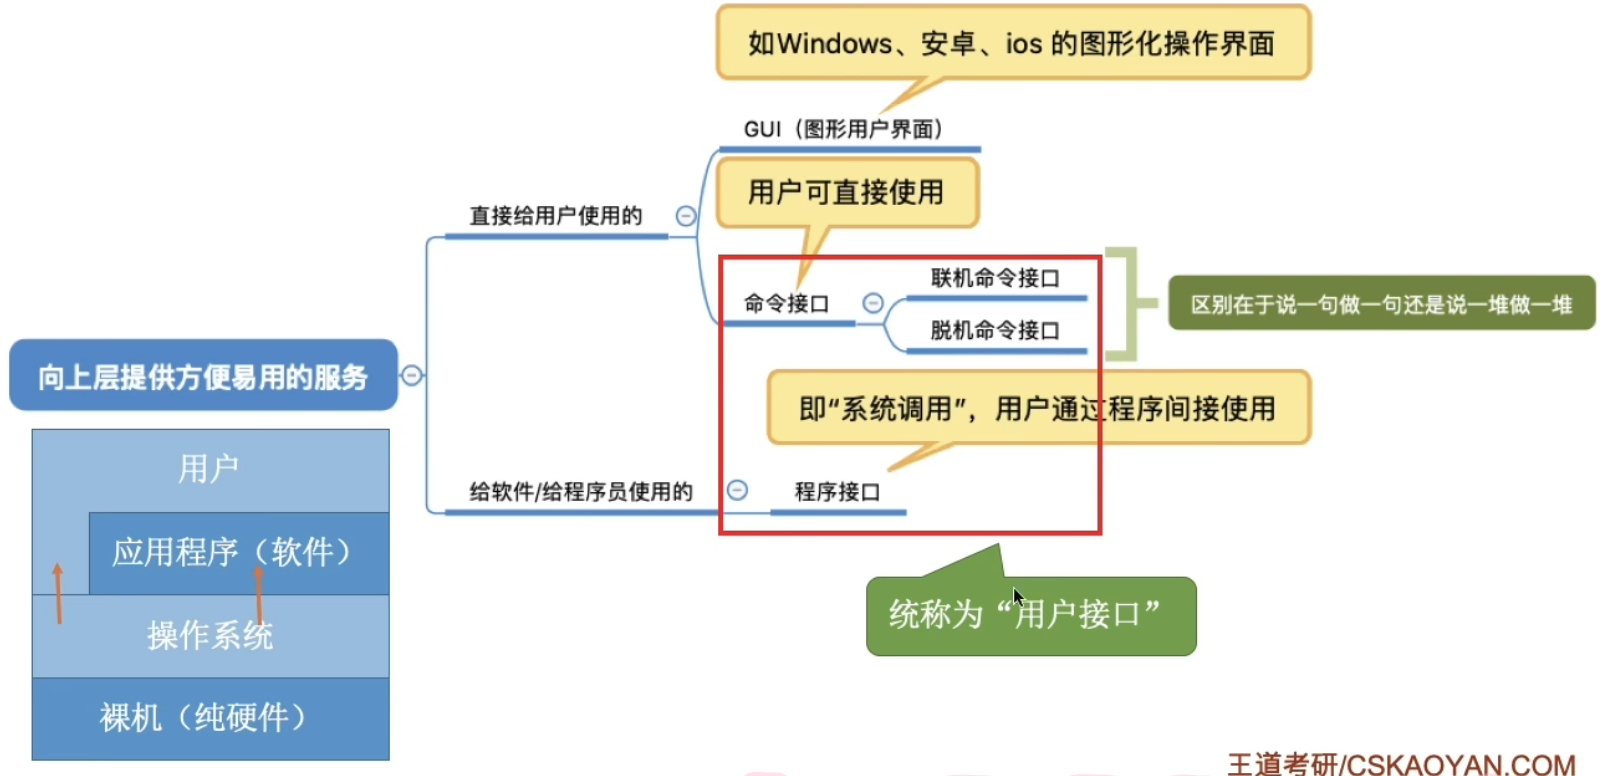 如Windows、安卓、ios 的图形化操作界面
GUI（图形用户界面）
用户可直接使用
直接给用户使用的
命令接口
联机命令接口
脱机命令接口
区别在于说一句做一句还是说一堆做一堆
向上层提供方便易用的服务
即“系统调用”，用户通过程序间接使用
给软件/给程序员使用的
程序接口
统称为“用户接口”
用户
应用程序（软件）
操作系统
裸机（纯硬件）
王道考研/CSKAOYAN.COM